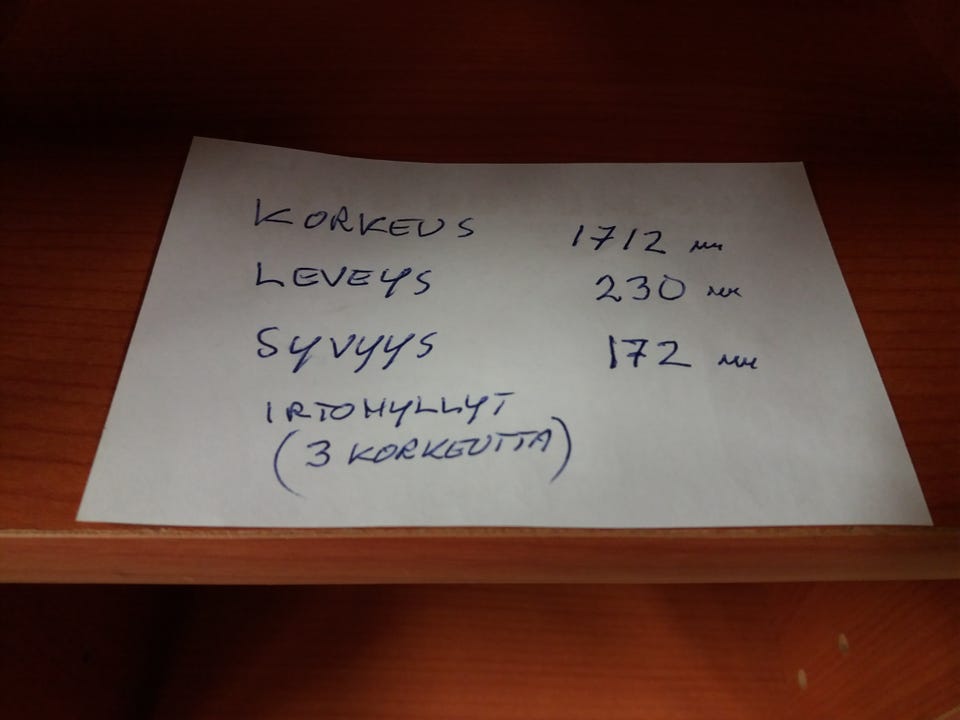 KORKEUS 1712 mm
LEVEYS 230 mm
SYVYYS 172 mm
IRTOHYLLYT
(3 KORKEUTTA)